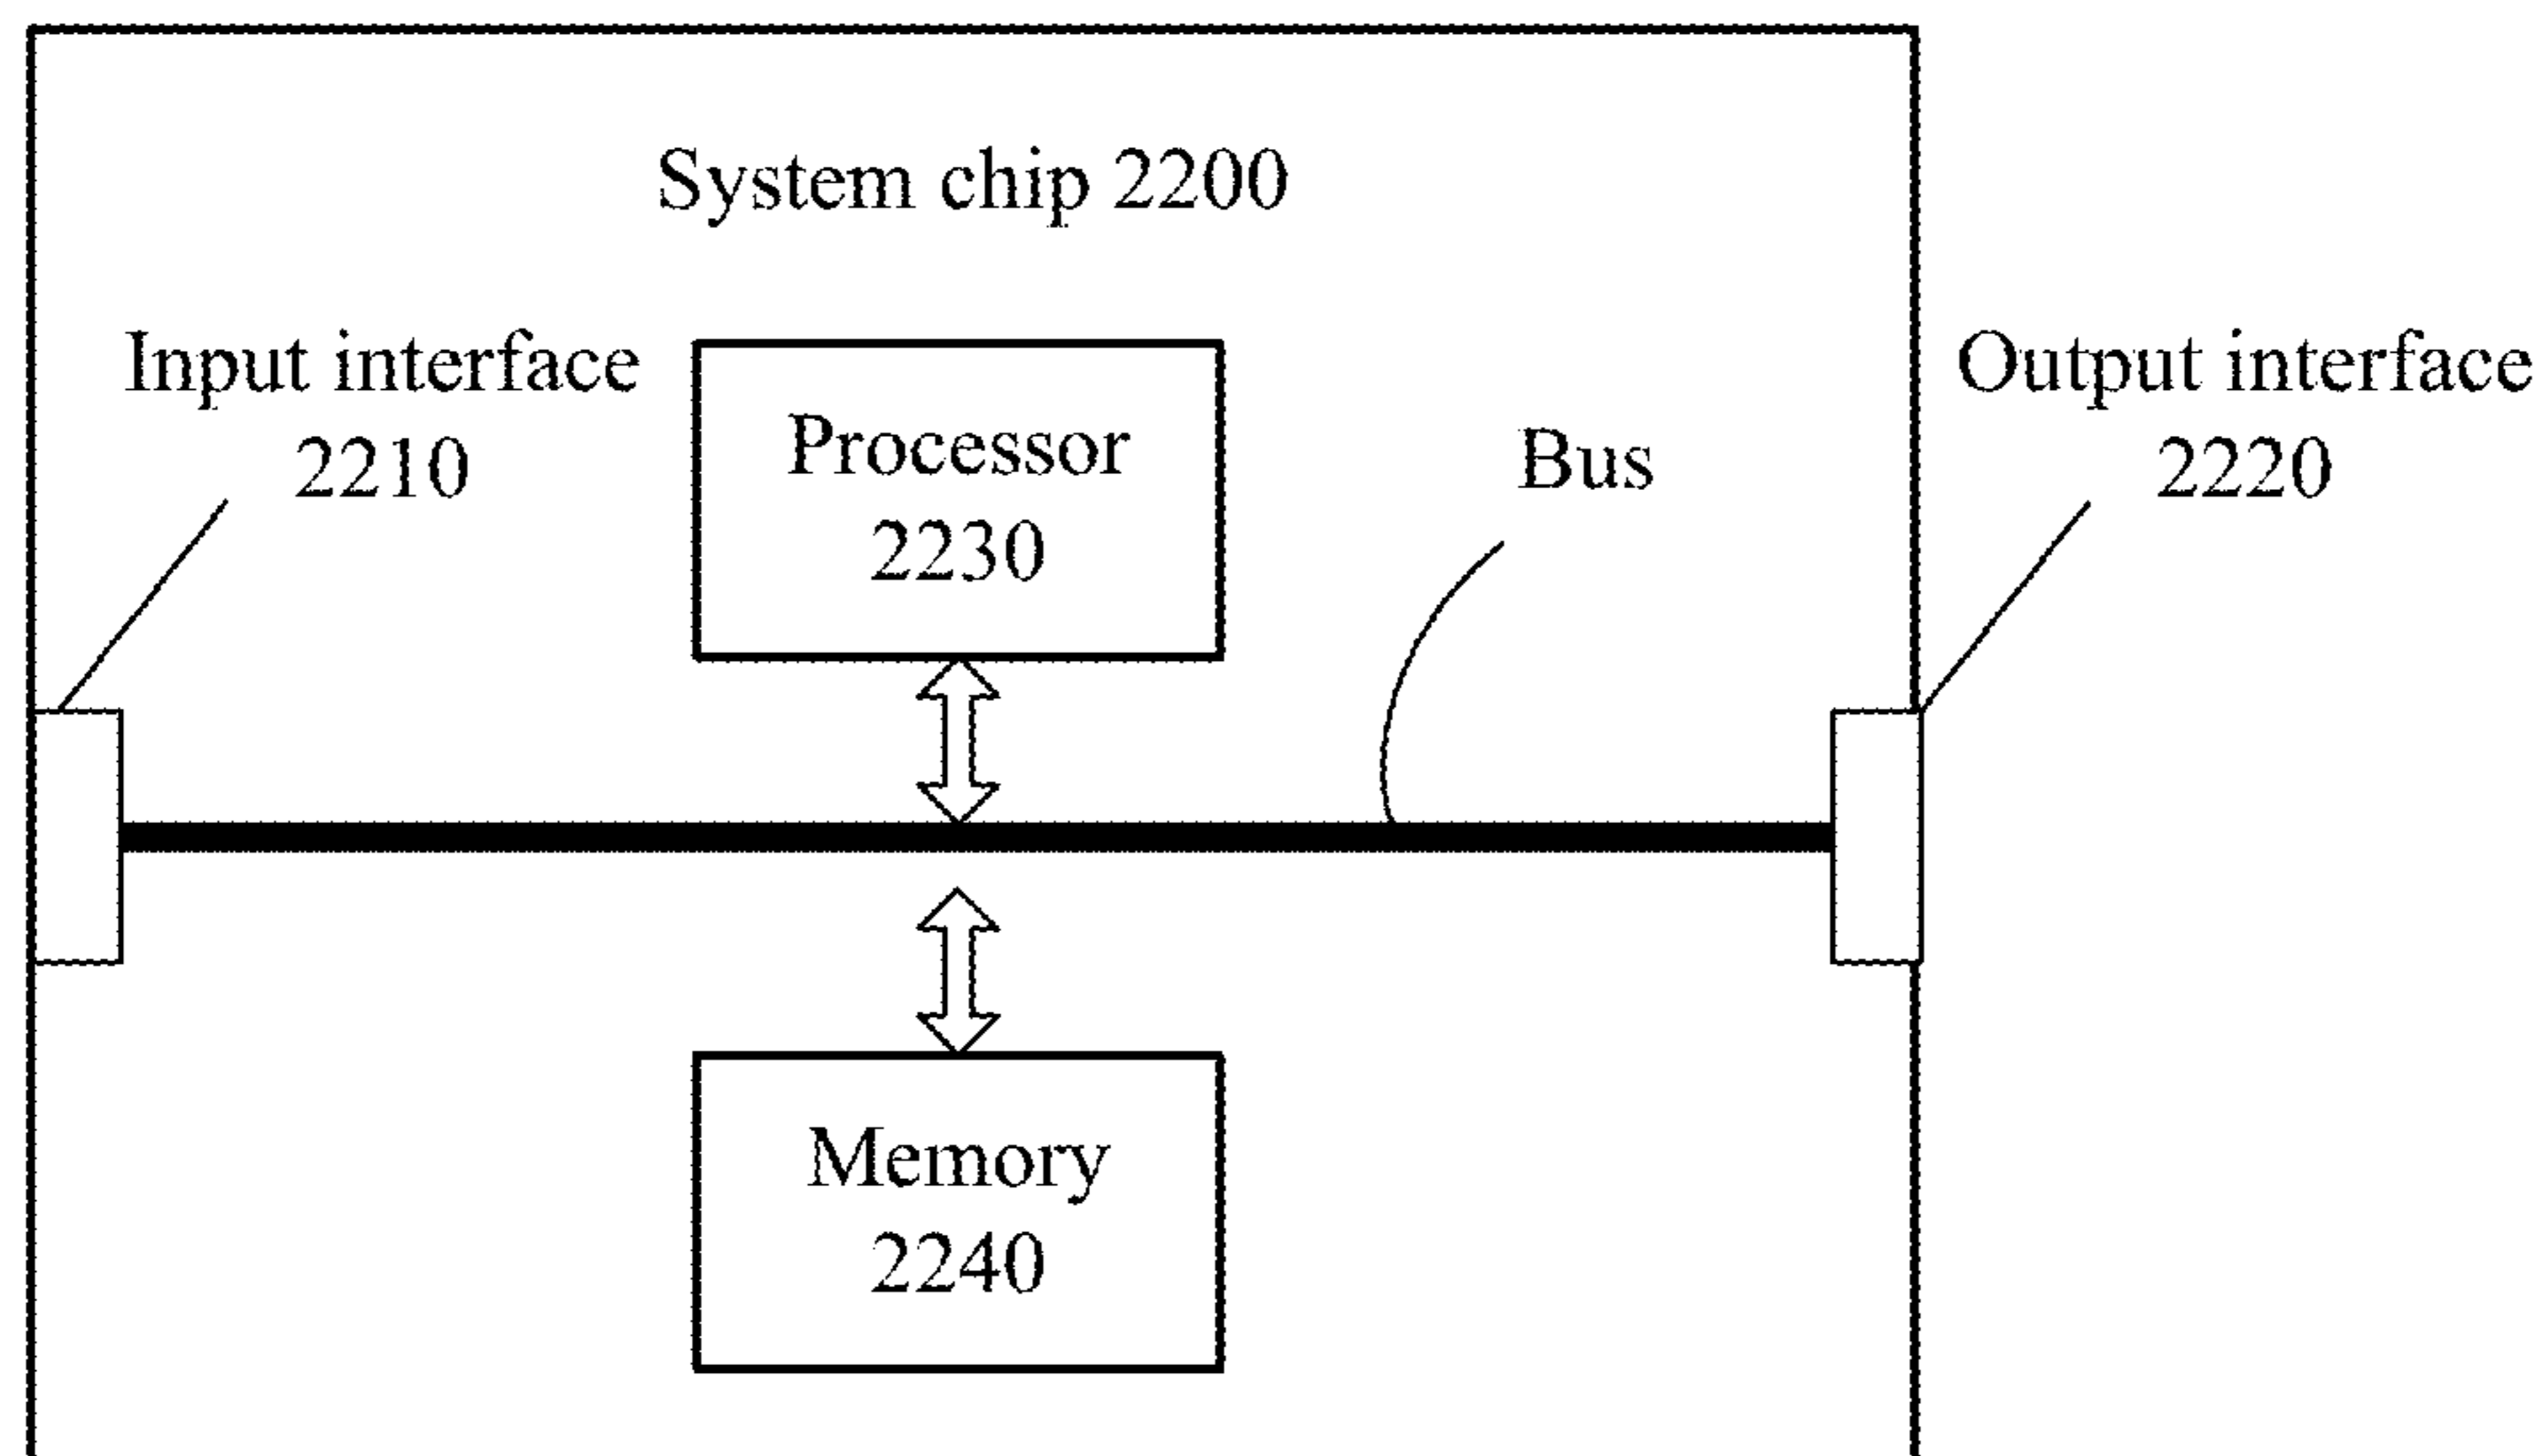 System chip 2200
Input interface
2210
Processor
2230
Bus
Output interface
2220
Memory
2240